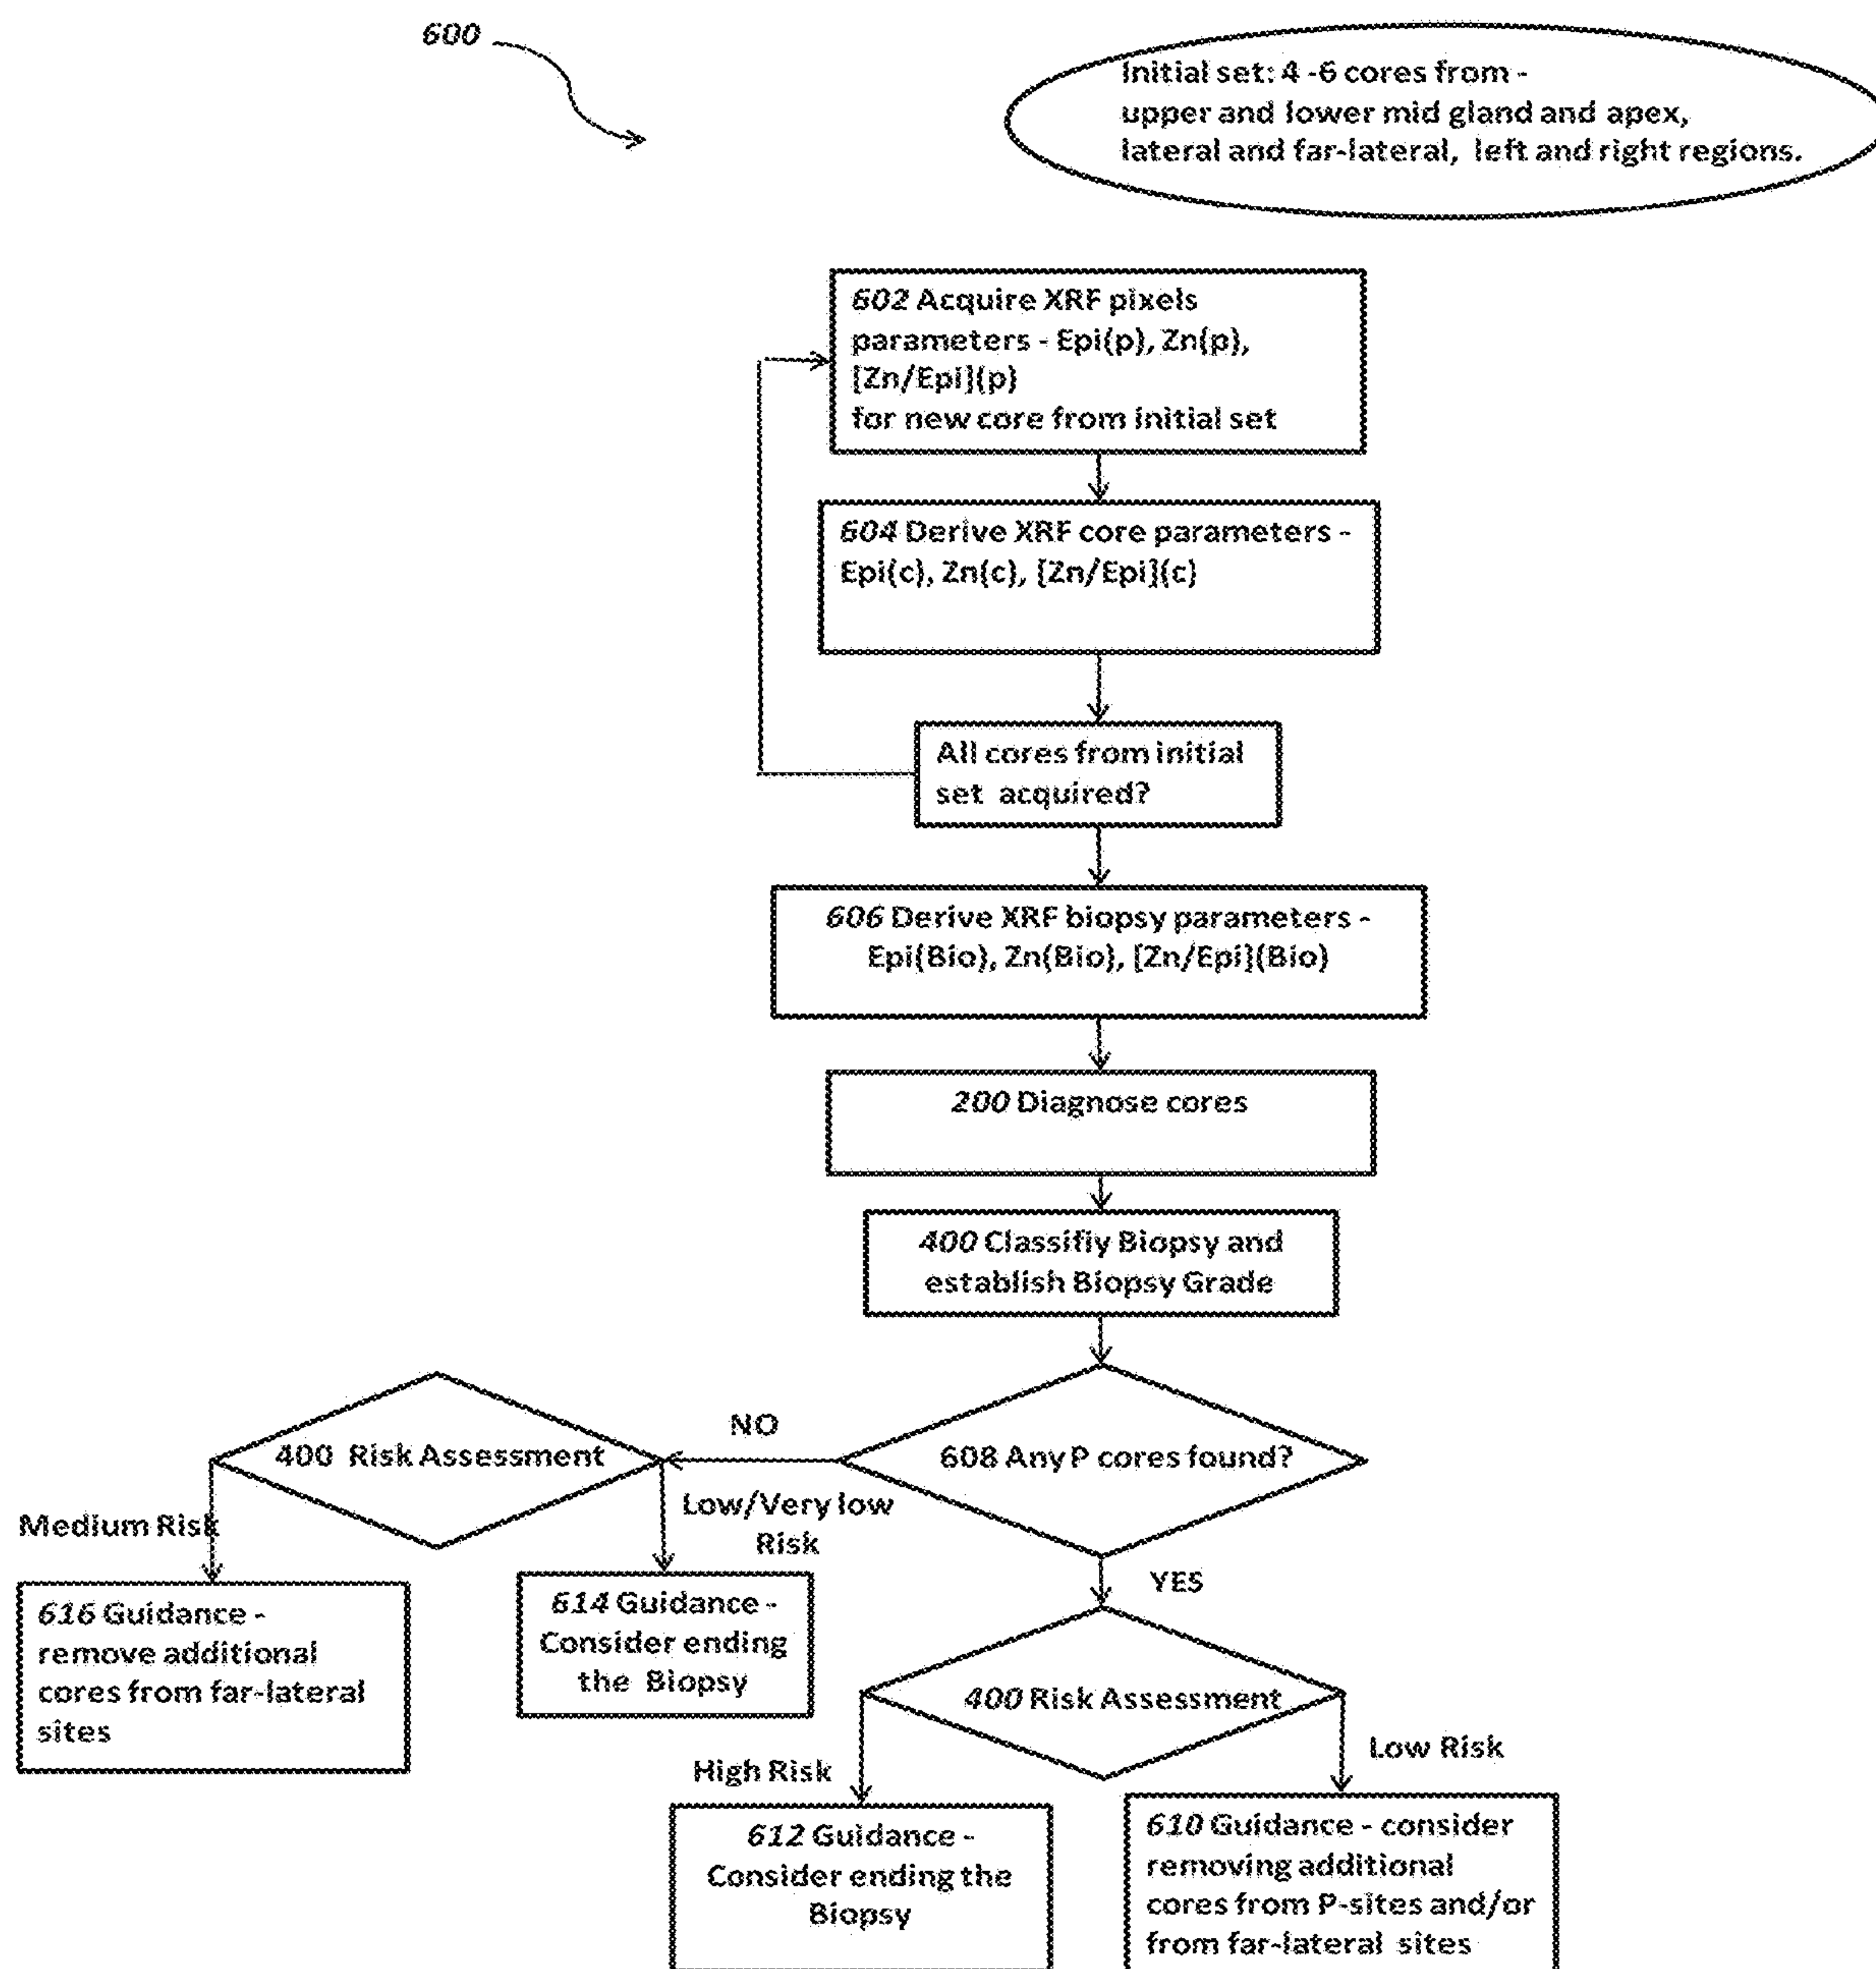 600
Initial set: 4 -6 cores from -
upper and lower mid gland and apex,
lateral and far-lateral, left and right regions.
602 Acquire XRF pixels
parameters - Epi(p), Zn(p),
[Zn/Epi](p)
for new core from initial set
604 Derive XRF core parameters -
Epi(c), Zn(c), [Zn/Epi](c)
All cores from initial
set acquired?
606 Derive XRF biopsy parameters -
Epi(Bio), Zn(Bio), [Zn/Epi](Bio)
200 Diagnose cores
400 Classifiy Biopsy and
establish Biopsy Grade
608 Any P cores found?
NO
400 Risk Assessment
Medium Risk
Low/Very low
Risk
616 Guidance -
remove additional
cores from far-lateral
sites
614 Guidance -
Consider ending
the Biopsy
YES
400 Risk Assessment
High Risk
Low Risk
612 Guidance -
Consider ending the
Biopsy
610 Guidance - consider
removing additional
cores from P-sites and/or
from far-lateral sites